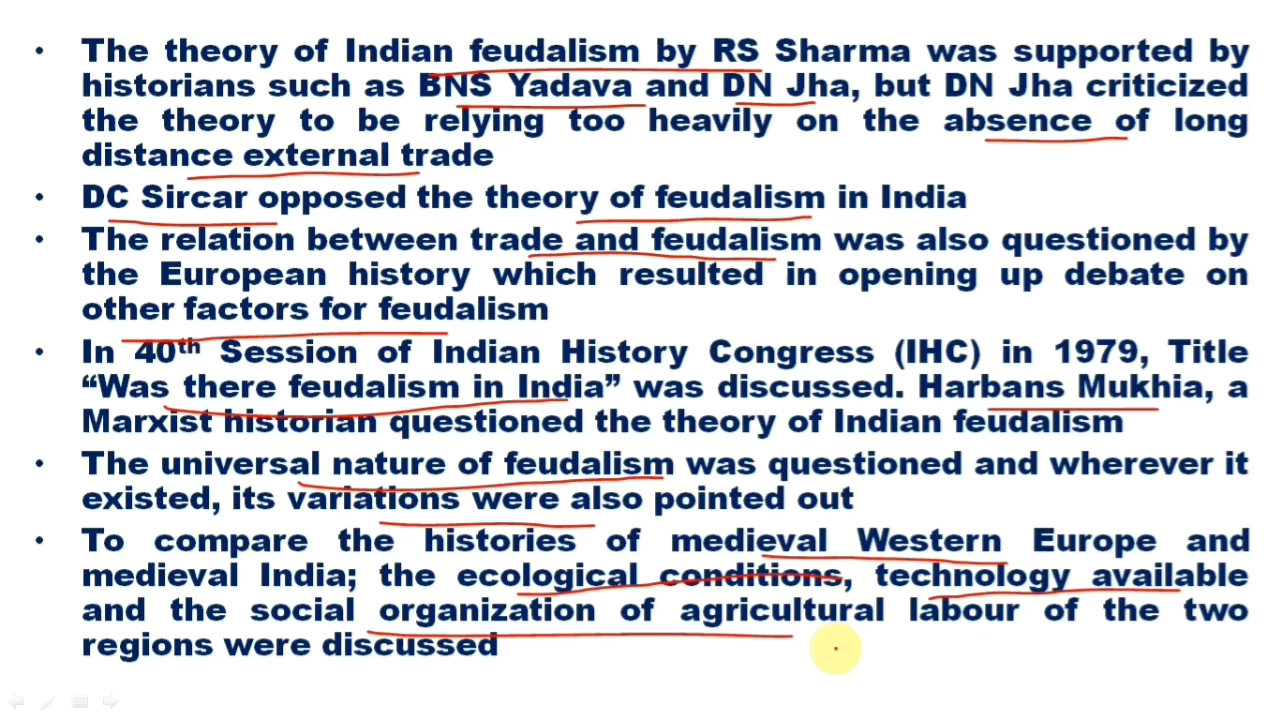 • The theory of Indian feudalism by RS Sharma was supported by
historians such as BNS Yadava and DN Jha, but DN Jha criticized
the theory to be relying too heavily on the absence of long
distance external trade
• DC Sircar opposed the theory of feudalism in India
• The relation between trade and feudalism was also questioned by
the European history which resulted in opening up debate on
other factors for feudalism
• In 40th Session of Indian History Congress (IHC) in 1979, Title
“Was there feudalism in India” was discussed. Harbans Mukhia, a
Marxist historian questioned the theory of Indian feudalism
• The universal nature of feudalism was questioned and wherever it
existed, its variations were also pointed out
• To compare the histories of medieval Western Europe and
medieval India; the ecological conditions, technology available
and the social organization of agricultural labour of the two
regions were discussed